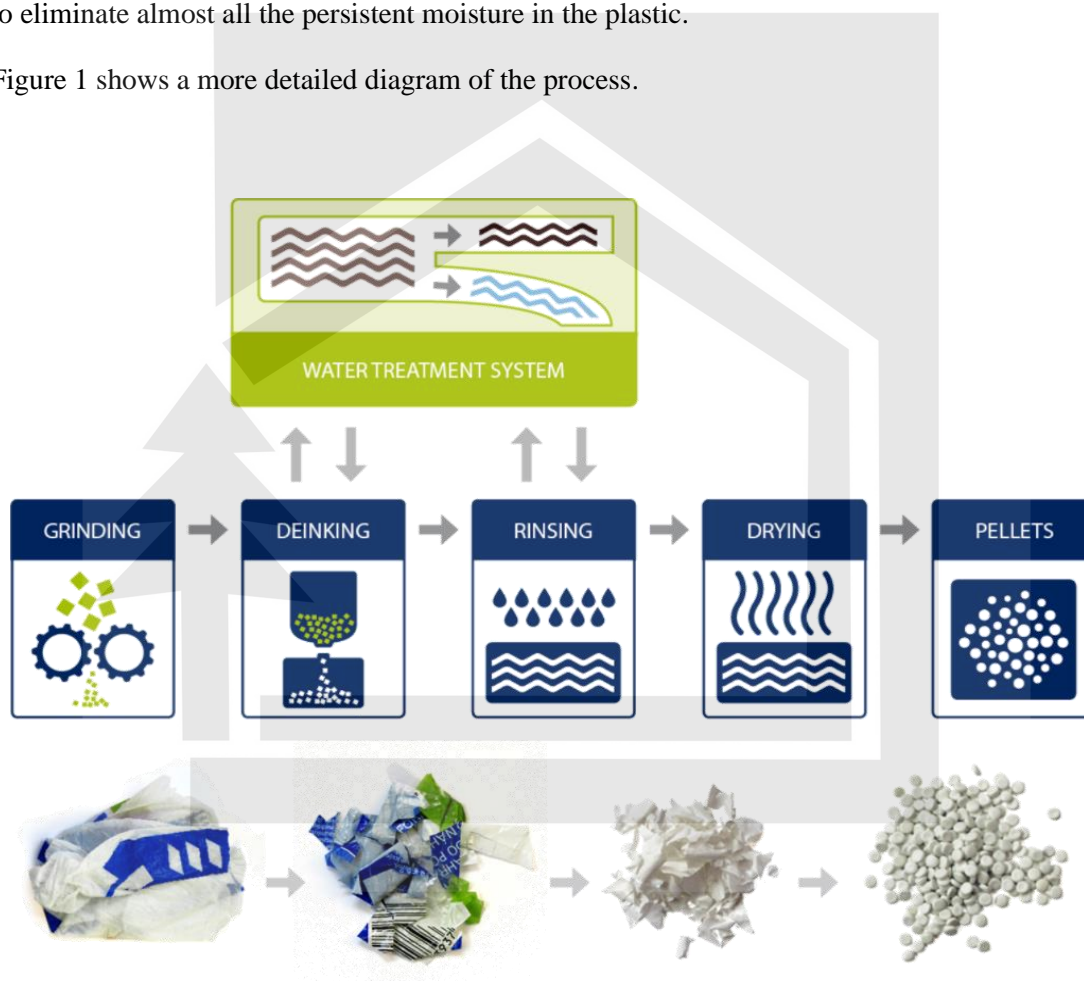 to eliminate almost all the persistent moisture in the plastic.
Figure 1 shows a more detailed diagram of the process.
WATER TREATMENT SYSTEM
GRINDING
DEINKING
RINSING
DRYING
PELLETS